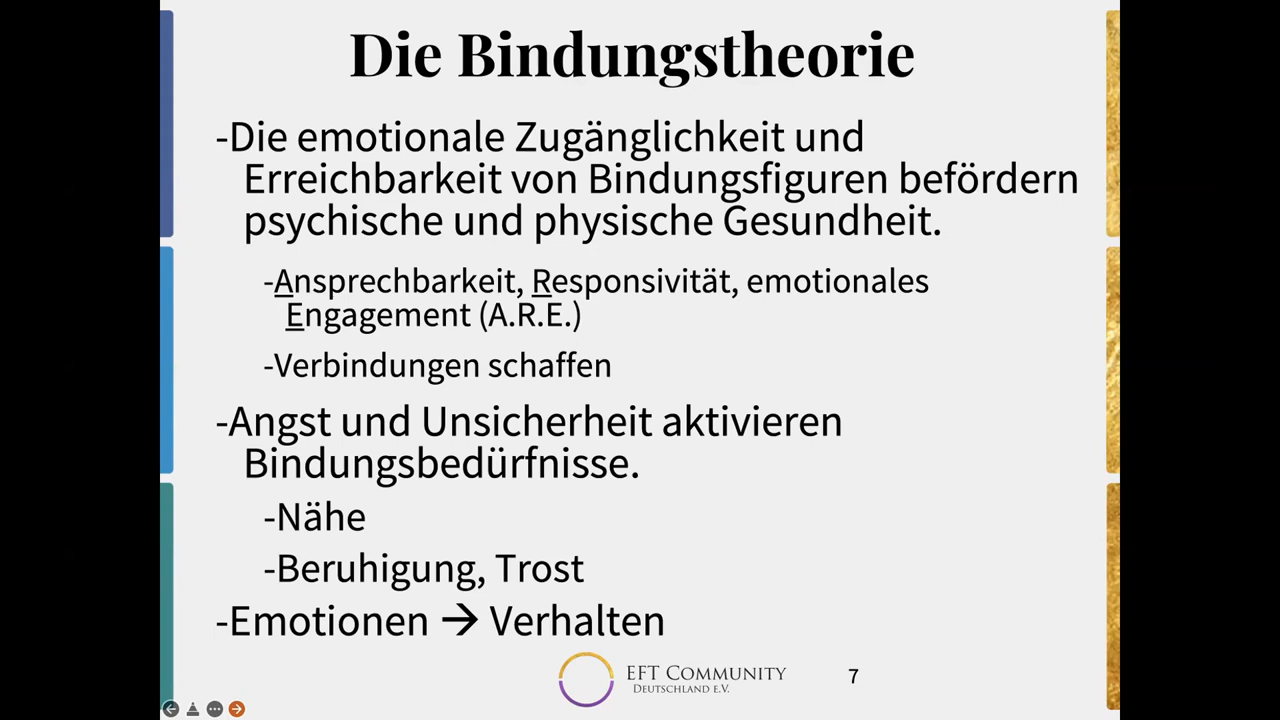 Die Bindungstheorie
-Die emotionale Zugänglichkeit und
Erreichbarkeit von Bindungsfiguren befördern
psychische und physische Gesundheit.
-Ansprechbarkeit, Responsivität, emotionales
Engagement (A.R.E.)
-Verbindungen schaffen
-Angst und Unsicherheit aktivieren
Bindungsbedürfnisse.
-Nähe
-Beruhigung, Trost
-Emotionen → Verhalten
EFT Community
Deutschland e.V.
7